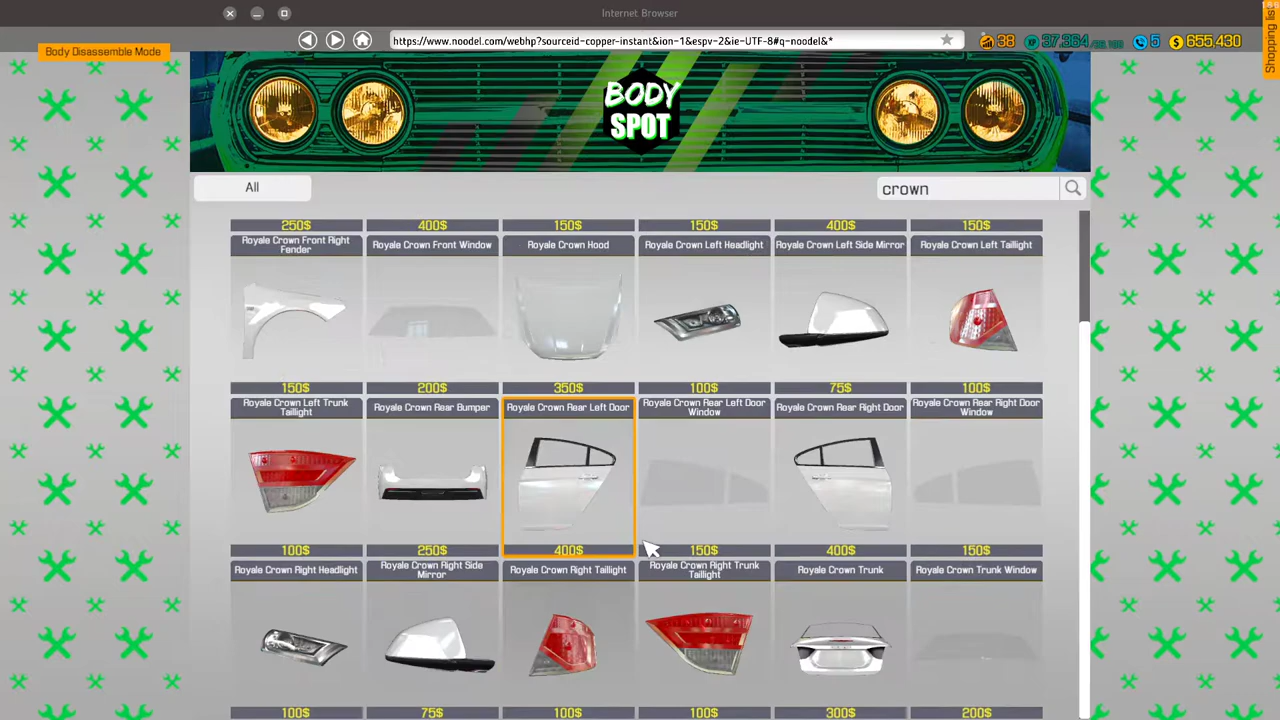 Internet Browser
Body Disassemble Mode
https://www.noodel.com/webhp?sourceid-copper-instant&ion-1&espv-2&ie-UTF-8#q-noodel&*
38
5
655,430
Shopping list
BODY
SPOT
All
crown
250$ 400$ 150$ 150$ 400$ 150$
Royale Crown Front Right
Fender
Royale Crown Front Window
Royale Crown Hood
Royale Crown Left Headlight
Royale Crown Left Side Mirror
Royale Crown Left Taillight
150$ 200$ 350$ 100$ 75$ 100$
Royale Crown Left Trunk
Taillight
Royale Crown Rear Bumper
Royale Crown Rear Left Door
Royale Crown Rear Left Door
Window
Royale Crown Rear Right Door
Royale Crown Rear Right Door
Window
100$ 250$ 400$ 150$ 400$ 150$
Royale Crown Right Headlight
Royale Crown Right Side
Mirror
Royale Crown Right Taillight
Royale Crown Right Trunk
Taillight
Royale Crown Trunk
Royale Crown Trunk Window
100$ 75$ 100$ 100$ 300$ 200$